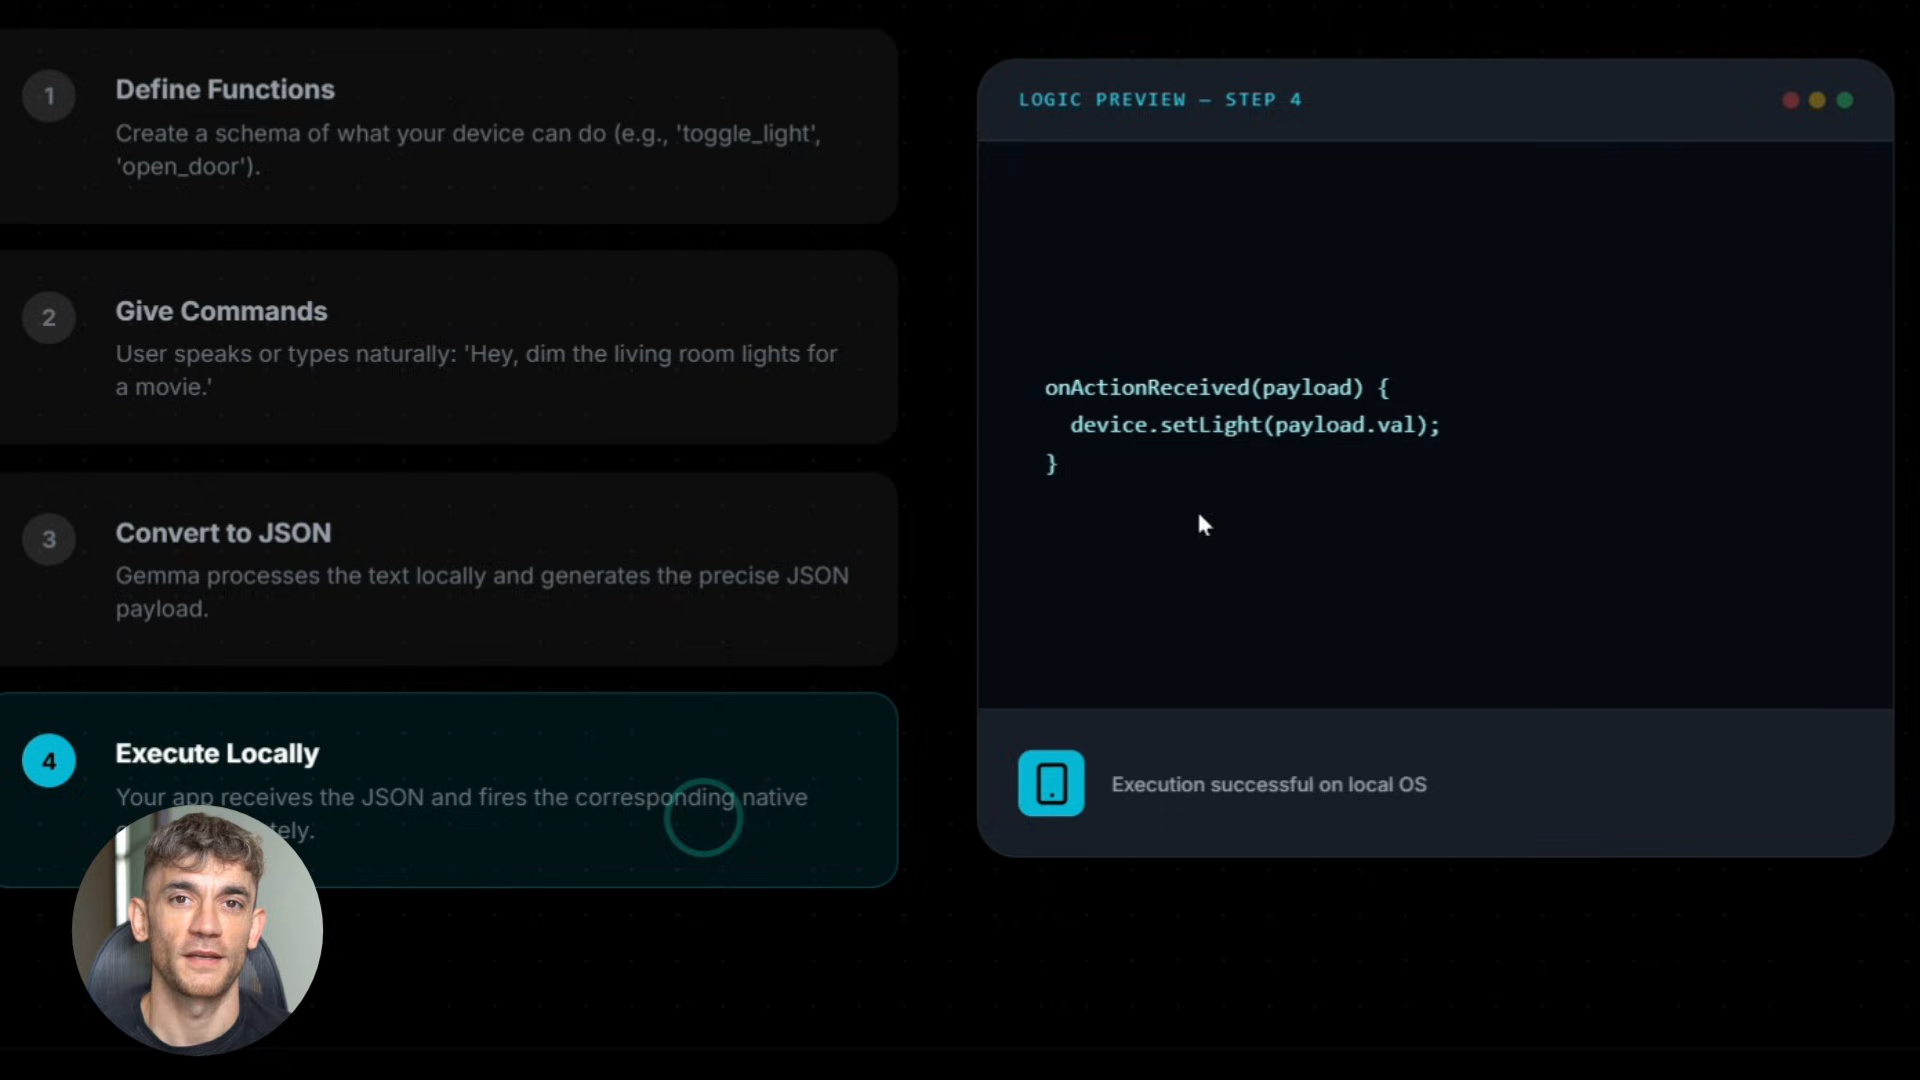 1
Define Functions
Create a schema of what your device can do (e.g., 'toggle_light',
'open_door').
2
Give Commands
User speaks or types naturally: 'Hey, dim the living room lights for
a movie.'
3
Convert to JSON
Gemma processes the text locally and generates the precise JSON
payload.
4
Execute Locally
Your app receives the JSON and fires the corresponding native
LOGIC PREVIEW — STEP 4
onActionReceived(payload) {
device.setLight(payload.val);
}
Execution successful on local OS